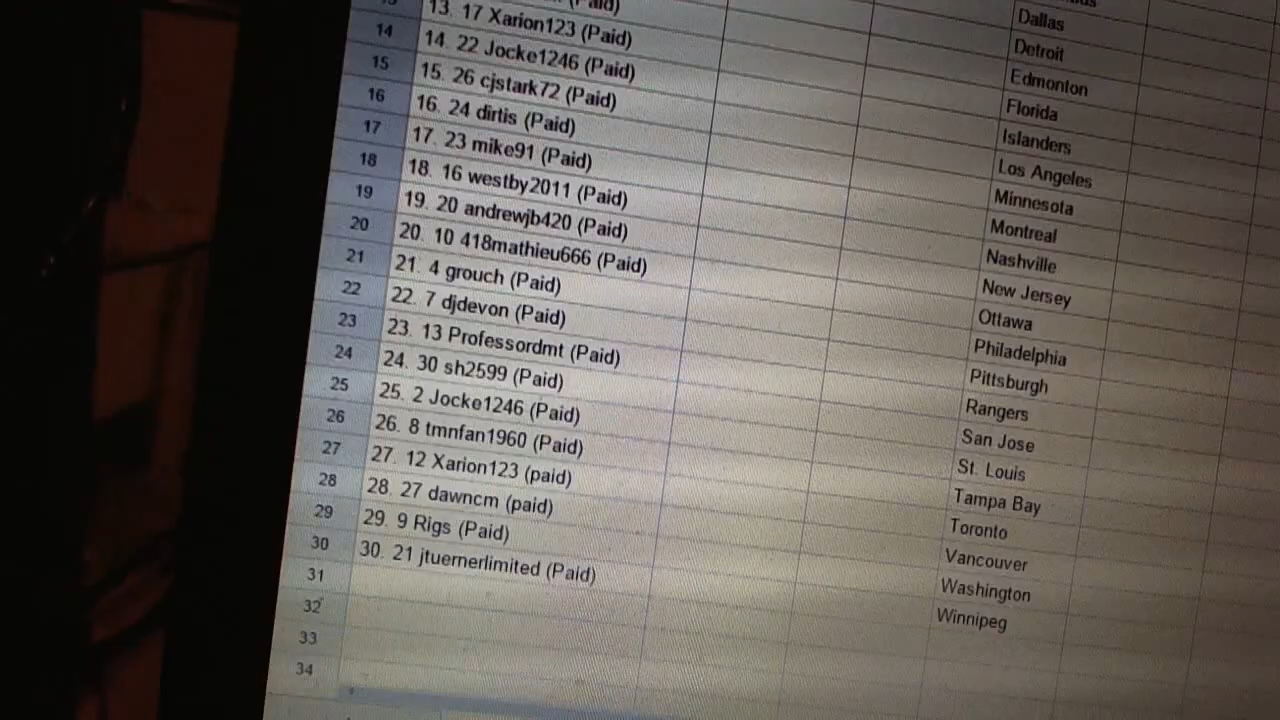 Dallas
Detroit
Edmonton
13. 17 Xarion123 (Paid) Florida
14 14. 22 Jocke1246 (Paid) Islanders
15 15. 26 cjstark72 (Paid) Los Angeles
16 16. 24 dirtis (Paid) Minnesota
17 17. 23 mike91 (Paid) Montreal
18 18. 16 westby2011 (Paid) Nashville
19 19. 20 andrewjb420 (Paid) New Jersey
20 20. 10 418mathieu666 (Paid) Ottawa
21 21. 4 grouch (Paid) Philadelphia
22 22. 7 djdevon (Paid) Pittsburgh
23 23. 13 Professordmt (Paid) Rangers
24 24. 30 sh2599 (Paid) San Jose
25 25. 2 Jocke1246 (Paid) St. Louis
26 26. 8 tmnfan1960 (Paid) Tampa Bay
27 27. 12 Xarion123 (paid) Toronto
28 28. 27 dawncm (paid) Vancouver
29 29. 9 Rigs (Paid) Washington
30 30. 21 jtuernerlimited (Paid) Winnipeg
31
32
33
34